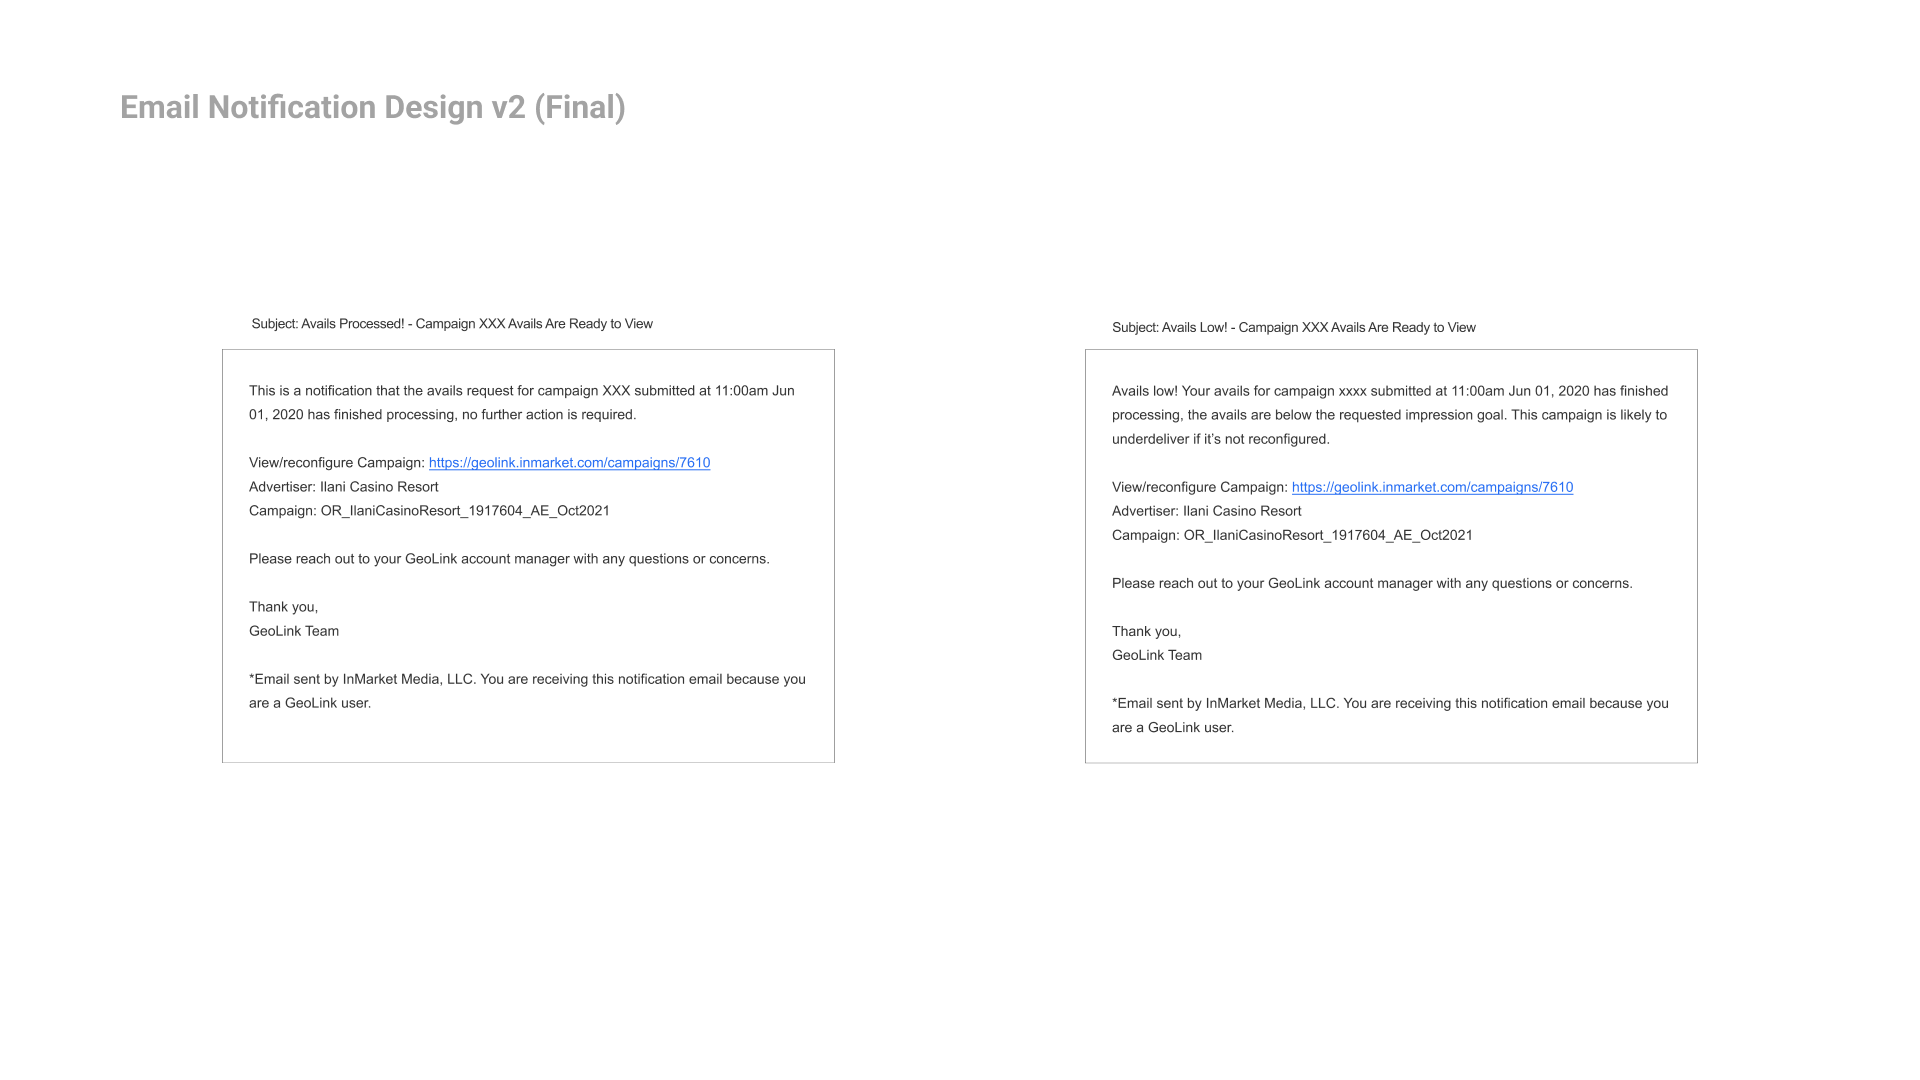 Email Notification Design v2 (Final)
Subject: Avails Processed! - Campaign XXX Avails Are Ready to View
This is a notification that the avails request for campaign XXX submitted at 11:00am Jun
01, 2020 has finished processing, no further action is required.
View/reconfigure Campaign: https://geolink.inmarket.com/campaigns/7610
Advertiser: Ilani Casino Resort
Campaign: OR_IlaniCasinoResort_1917604_AE_Oct2021
Please reach out to your GeoLink account manager with any questions or concerns.
Thank you,
GeoLink Team
*Email sent by InMarket Media, LLC. You are receiving this notification email because you
are a GeoLink user.
Subject: Avails Low! - Campaign XXX Avails Are Ready to View
Avails low! Your avails for campaign xxxx submitted at 11:00am Jun 01, 2020 has finished
processing, the avails are below the requested impression goal. This campaign is likely to
underdeliver if it's not reconfigured.
View/reconfigure Campaign: https://geolink.inmarket.com/campaigns/7610
Advertiser: Ilani Casino Resort
Campaign: OR_IlaniCasinoResort_1917604_AE_Oct2021
Please reach out to your GeoLink account manager with any questions or concerns.
Thank you,
GeoLink Team
*Email sent by InMarket Media, LLC. You are receiving this notification email because you
are a GeoLink user.